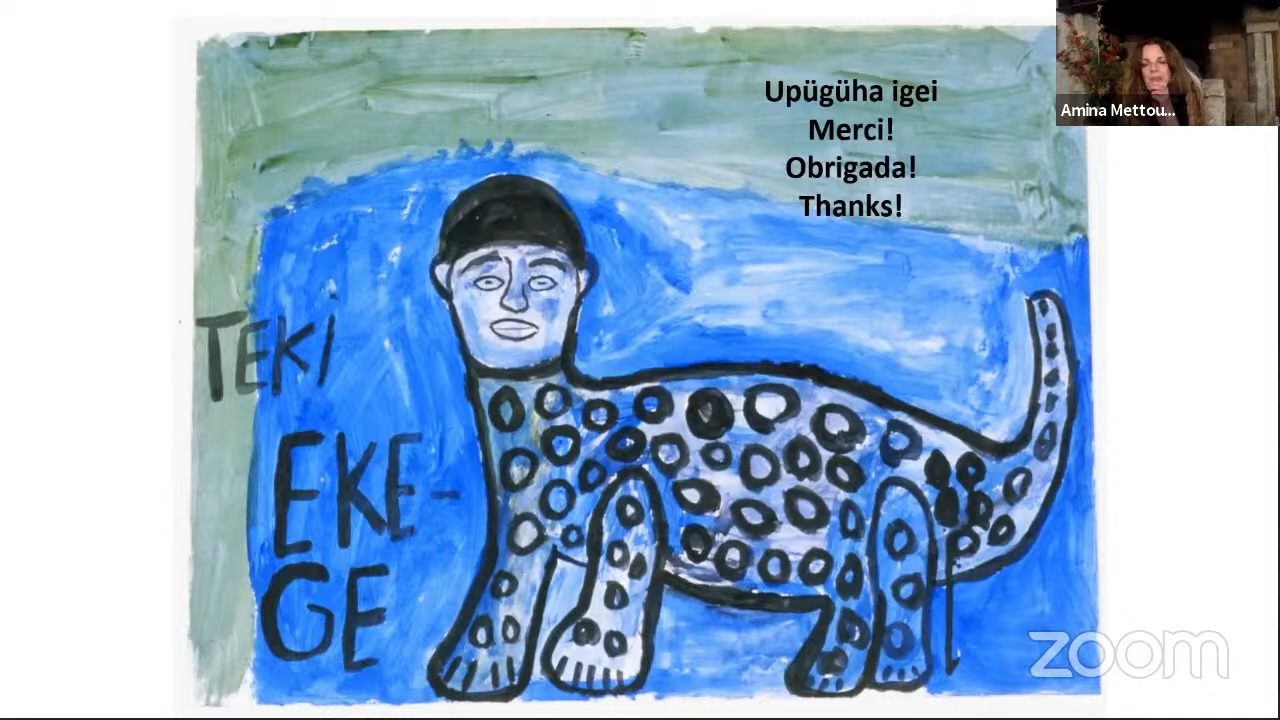 Upügüha igei
Merci!
Obrigada!
Thanks!
Amina Mettou...
TEKI
EKE-
GE
zoom